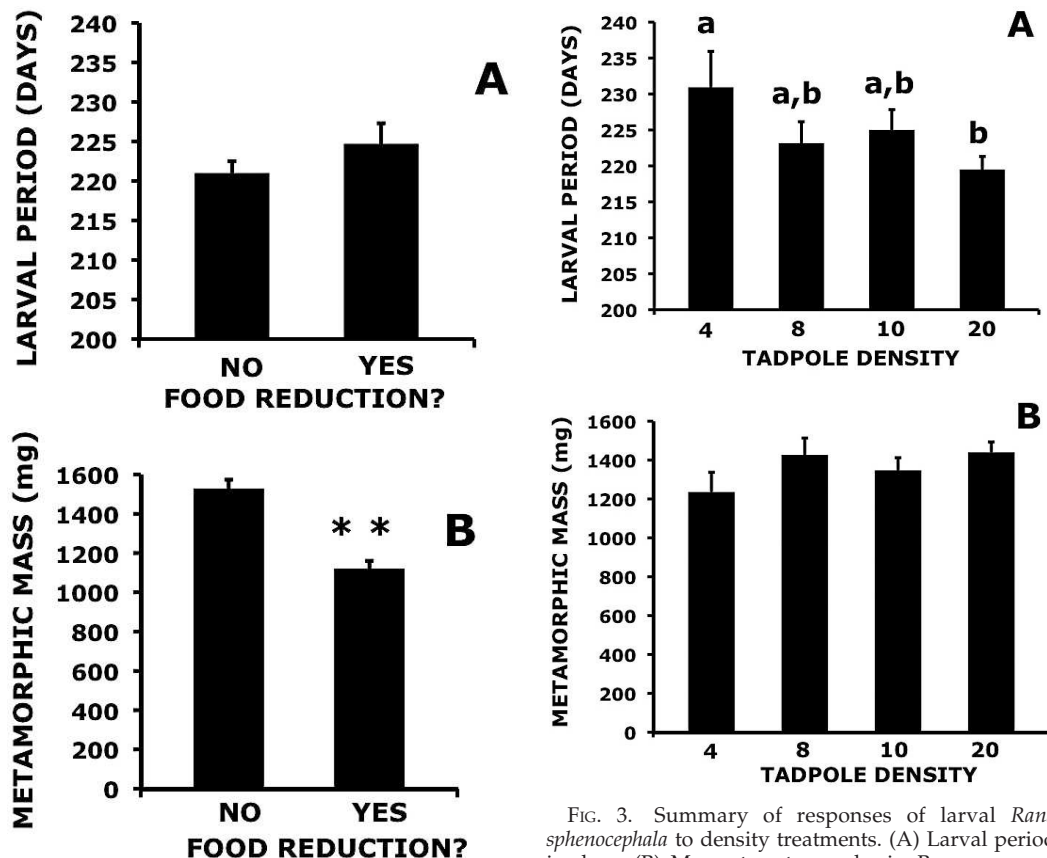 LARVAL PERIOD (DAYS)
240
235
230
225
220
215
210
205
200
A
NO YES
FOOD REDUCTION?
METAMORPHIC MASS (mg)
1600
1400
1200
1000
800
600
400
200
0
* *
B
NO YES
FOOD REDUCTION?
LARVAL PERIOD (DAYS)
240
235
230
225
220
215
210
205
200
a
a,b
a,b
b
A
4 8 10 20
TADPOLE DENSITY
METAMORPHIC MASS (mg)
1600
1400
1200
1000
800
600
400
200
0
B
4 8 10 20
TADPOLE DENSITY
FIG. 3. Summary of responses of larval Ran
sphenocephala to density treatments. (A) Larval period